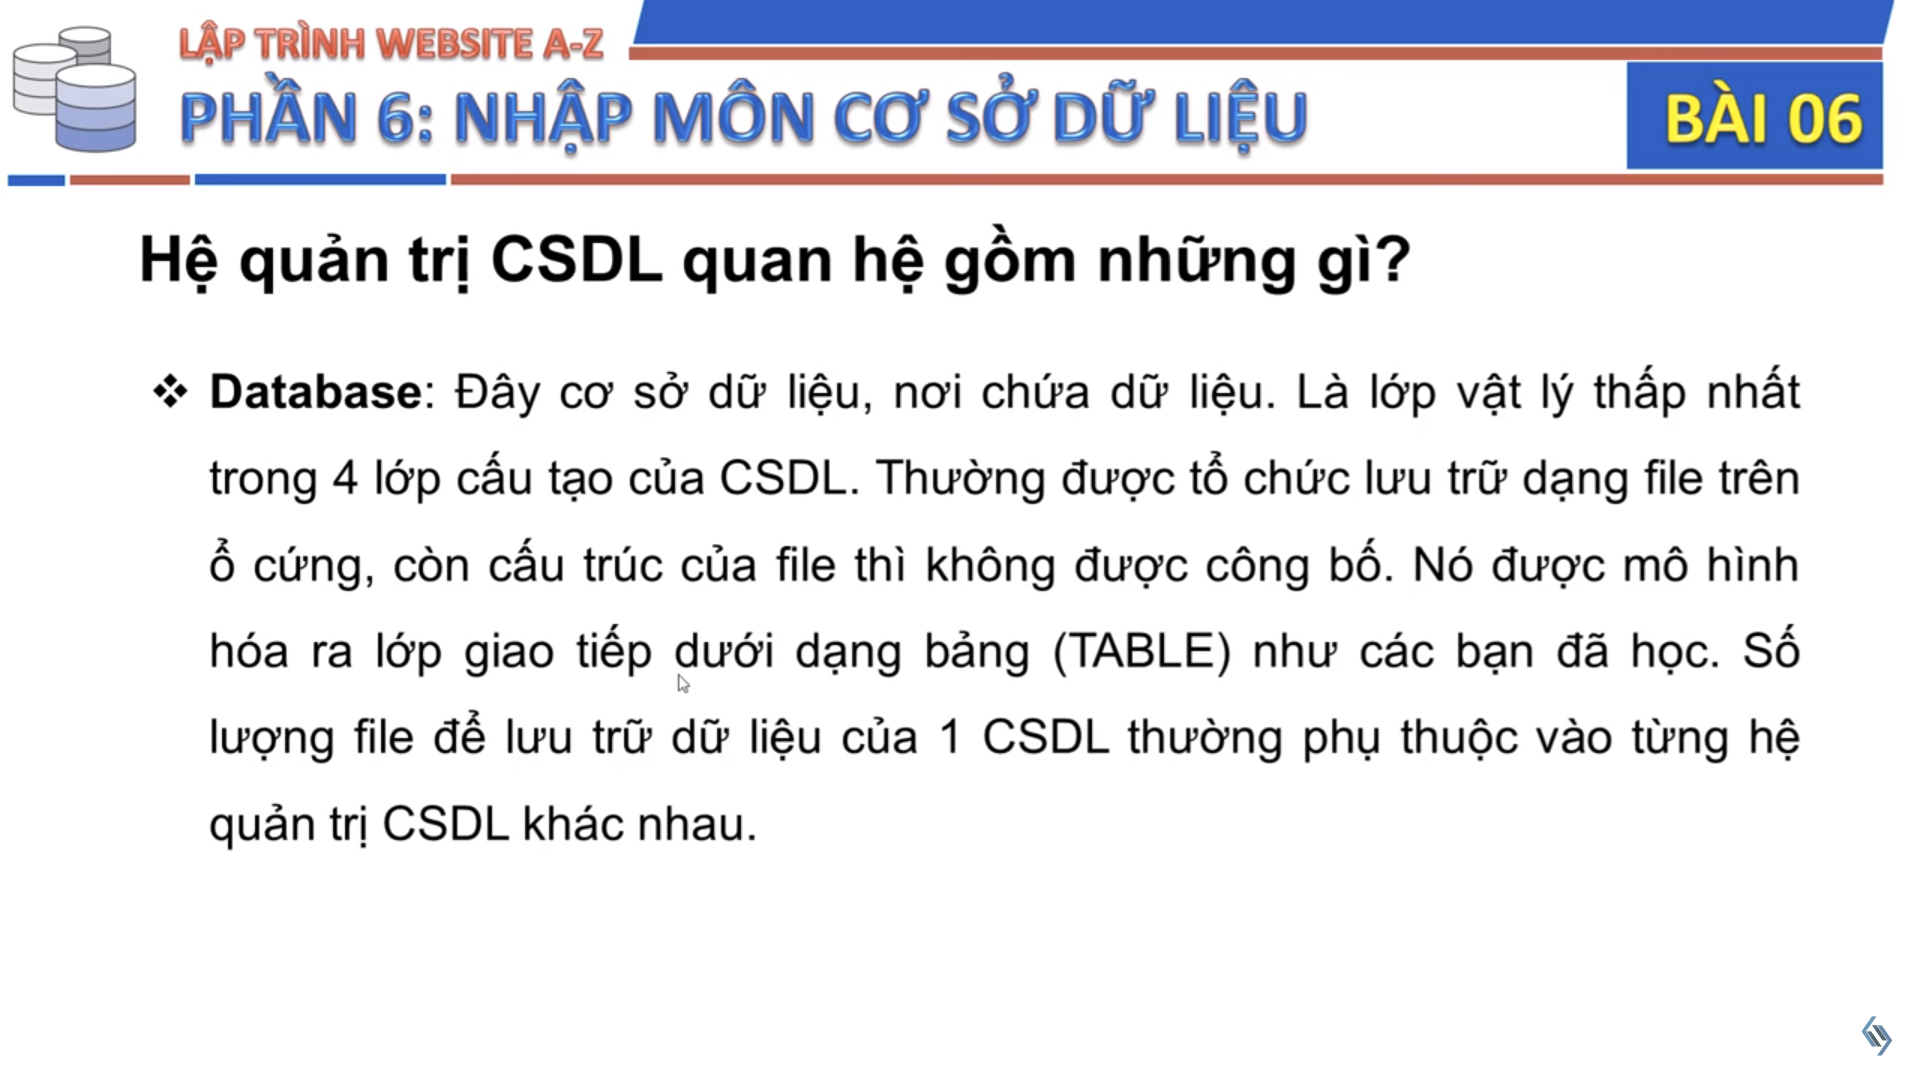 LẬP TRÌNH WEBSITE A-Z
PHẦN 6: NHẬP MÔN CƠ SỞ DỮ LIỆU
BÀI 06
Hệ quản trị CSDL quan hệ gồm những gì?
❖ Database: Đây cơ sở dữ liệu, nơi chứa dữ liệu. Là lớp vật lý thấp nhất
trong 4 lớp cấu tạo của CSDL. Thường được tổ chức lưu trữ dạng file trên
ổ cứng, còn cấu trúc của file thì không được công bố. Nó được mô hình
hóa ra lớp giao tiếp dưới dạng bảng (TABLE) như các bạn đã học. Số
lượng file để lưu trữ dữ liệu của 1 CSDL thường phụ thuộc vào từng hệ
quản trị CSDL khác nhau.